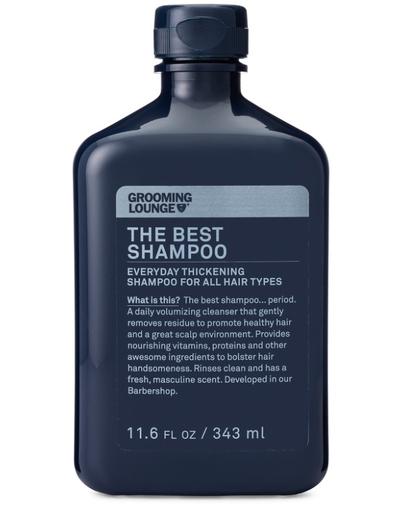 GROOMING
LOUNGE
THE BEST
SHAMPOO
EVERYDAY THICKENING
SHAMPOO FOR ALL HAIR TYPES
What is this? The best shampoo... period.
A daily volumizing cleanser that gently
removes residue to promote healthy hair
and a great scalp environment. Provides
nourishing vitamins, proteins and other
awesome ingredients to bolster hair
handsomeness. Rinses clean and has a
fresh, masculine scent. Developed in our
Barbershop.
11.6 FL OZ / 343 ml